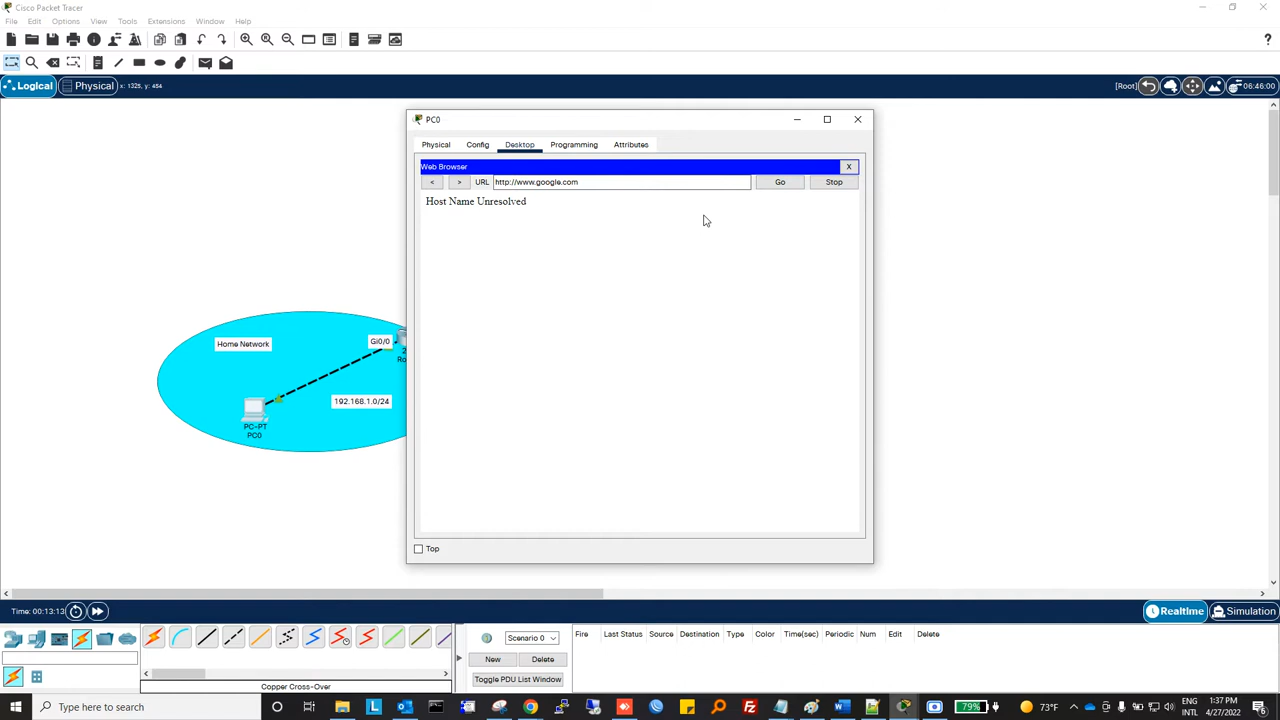 Cisco Packet Tracer
File Edit Options View Tools Extensions Window Help
Logical Physical x: 1325, y: 454 [Root] 06:46:00
PC0
Physical Config Desktop Programming Attributes
Web Browser X
< > URL http://www.google.com Go Stop
Host Name Unresolved
Home Network
Gi0/0
192.168.1.0/24
PC-PT
PC0
Top
Time: 00:13:13 Realtime Simulation
Scenario 0 Fire Last Status Source Destination Type Color Time(sec) Periodic Num Edit Delete
New Delete
Toggle PDU List Window
Copper Cross-Over
Type here to search
79% 73°F ENG INTL 1:37 PM 4/27/2022